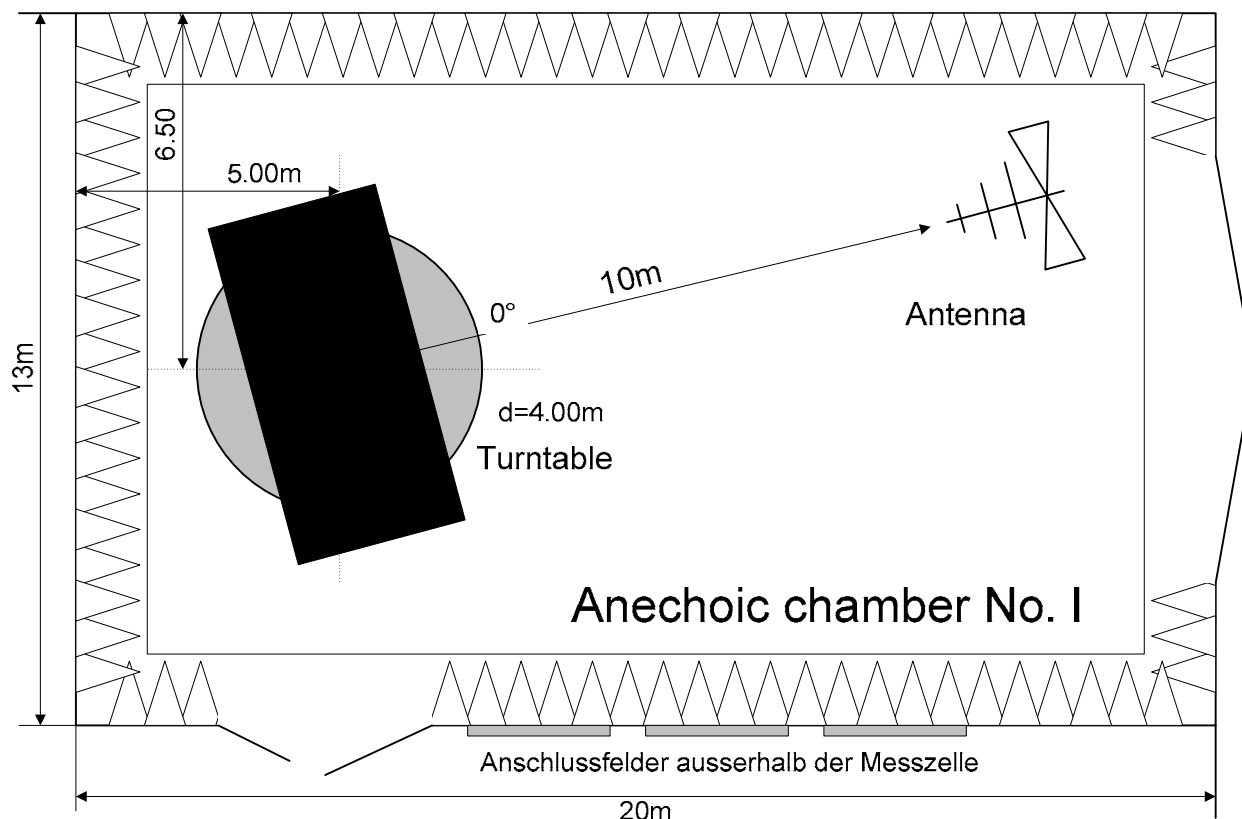 6.50
5.00m
10m
0°
Antenna
13m
d=4.00m
Turntable
Anechoic chamber No. I
Anschlussfelder ausserhalb der Messzelle
20m